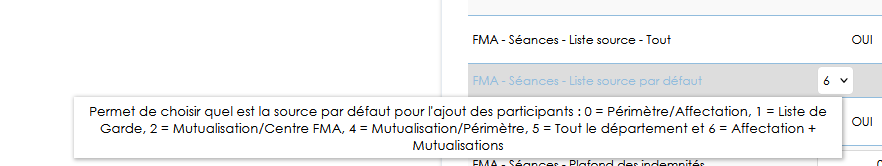 FMA - Séances - Liste source - Tout OUI
FMA - Séances - Liste source par défaut 6
Permet de choisir quel est la source par défaut pour l'ajout des participants : 0 = Périmètre/Affectation, 1 = Liste de
Garde, 2 = Mutualisation/Centre FMA, 4 = Mutualisation/Périmètre, 5 = Tout le département et 6 = Affectation +
Mutualisations
OUI
FMA - Séances - Plafond des indemnités